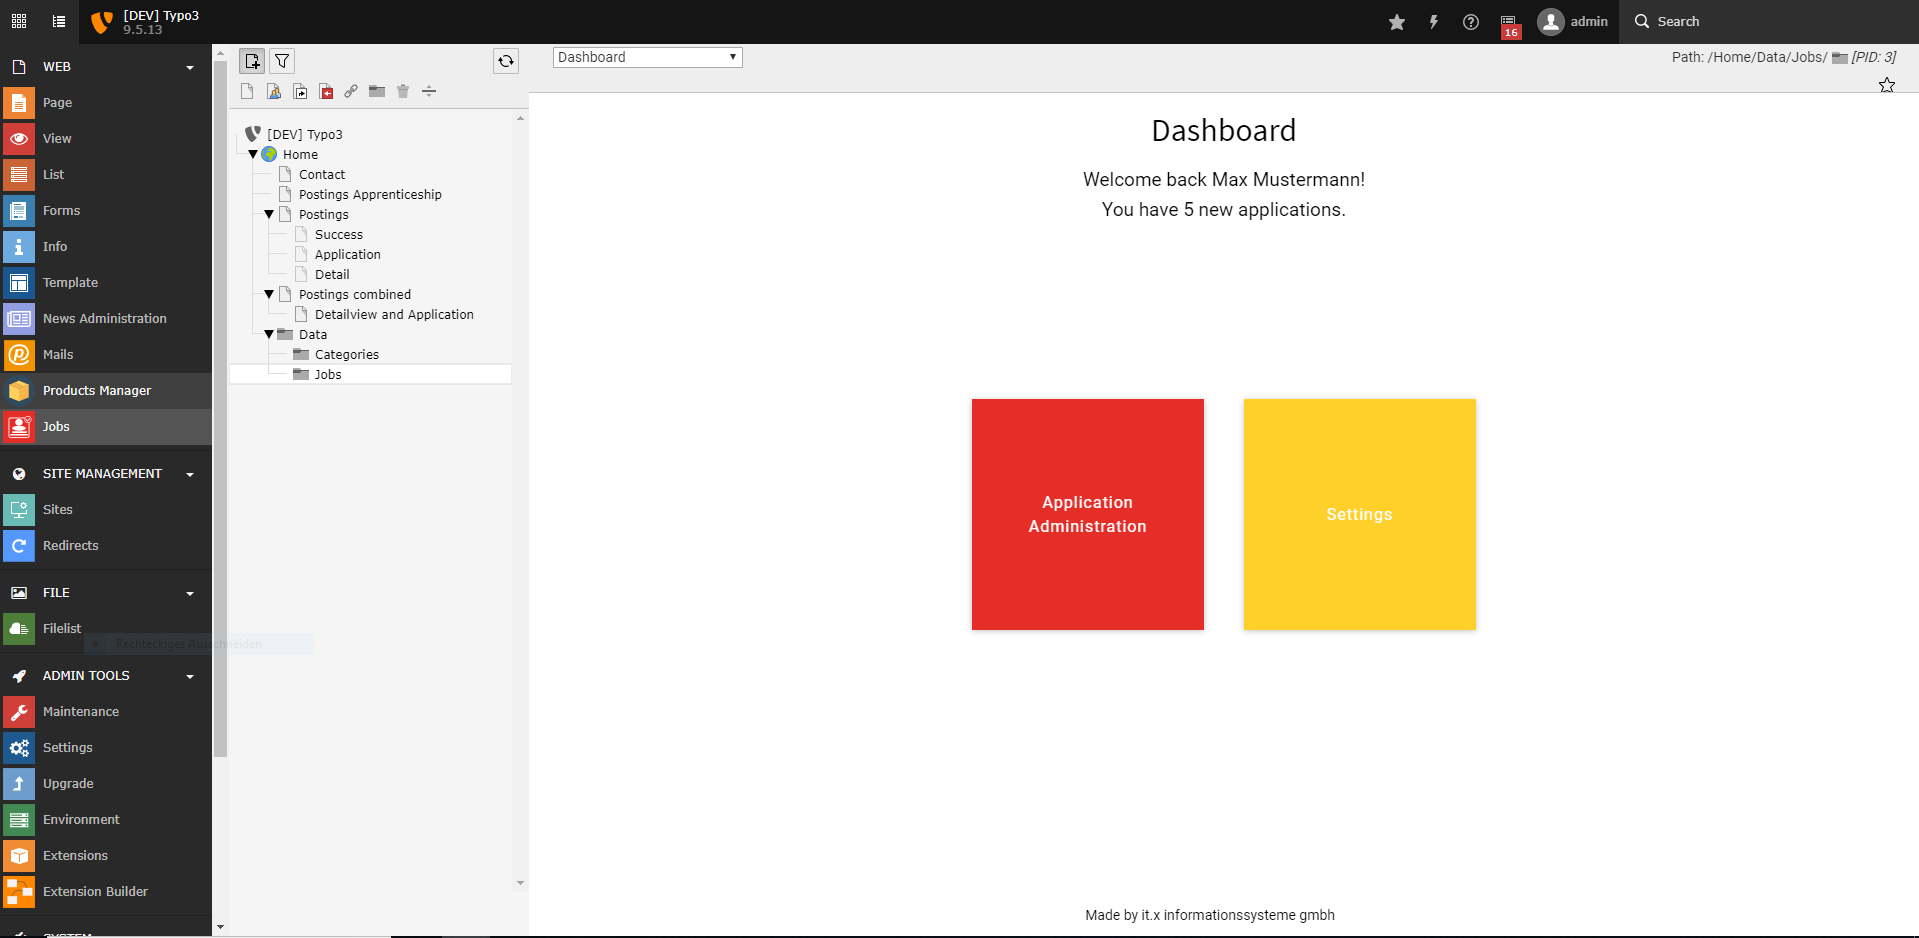 [DEV] Typo3
9.5.13
16
admin
Search
WEB
Page
View
List
Forms
Info
Template
News Administration
Mails
Products Manager
Jobs
SITE MANAGEMENT
Sites
Redirects
FILE
Filelist
Rechteckiges Ausschneiden
ADMIN TOOLS
Maintenance
Settings
Upgrade
Environment
Extensions
Extension Builder
SYSTEM
[DEV] Typo3
Home
Contact
Postings Apprenticeship
Postings
Success
Application
Detail
Postings combined
Detailview and Application
Data
Categories
Jobs
Dashboard
Path: /Home/Data/Jobs/ [PID: 3]
Dashboard
Welcome back Max Mustermann!
You have 5 new applications.
Application
Administration
Settings
Made by it.x informationssysteme gmbh